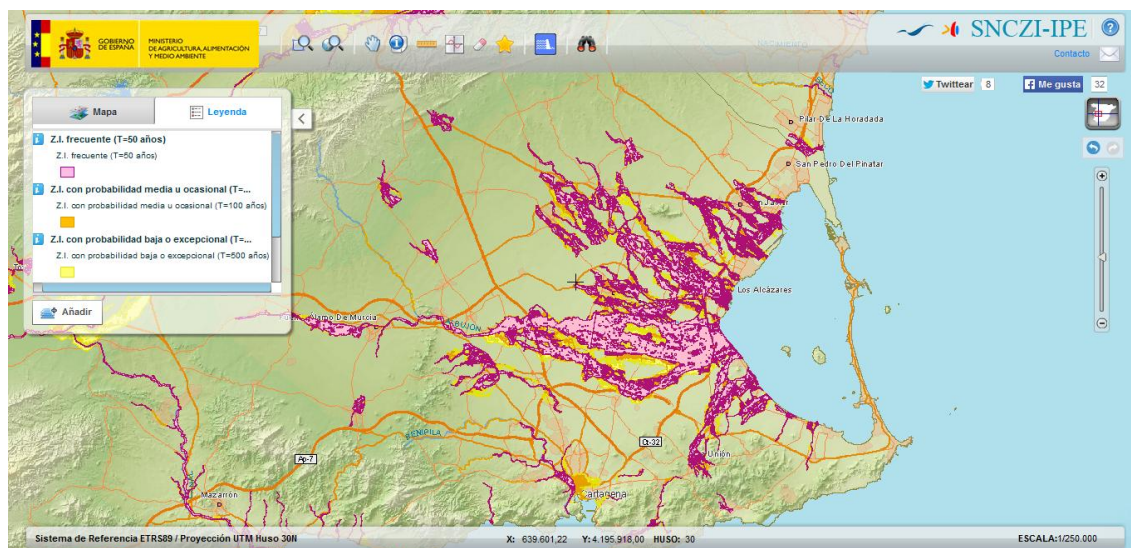 GOBIERNO
DE ESPAÑA
MINISTERIO
DE AGRICULTURA, ALIMENTACIÓN
Y MEDIO AMBIENTE
SNCZI-IPE
Contacto
Twittear 8
Me gusta 32
Mapa
Leyenda
Z.I. frecuente (T=50 años)
Z.I. frecuente (T=50 años)
Z.I. con probabilidad media u ocasional (T=...
Z.I. con probabilidad media u ocasional (T=100 años)
Z.I. con probabilidad baja o excepcional (T=...
Z.I. con probabilidad baja o excepcional (T=500 años)
Añadir
Pilar De La Horadada
San Pedro Del Pinatar
Los Alcázares
Alamo De Murcia
BENIPILA
Ct-32
Ap-7
Unión
Mazarrón
Cartagena
Sistema de Referencia ETRS89 / Proyección UTM Huso 30N
X: 639.601,22 Y: 4.195.918,00 HUSO: 30
ESCALA:1/250.000